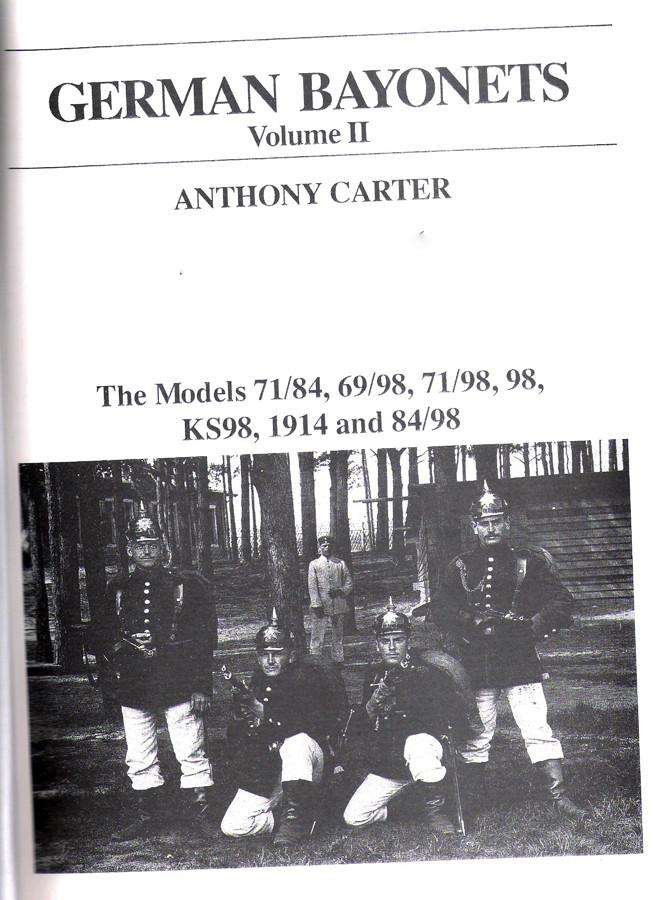 GERMAN BAYONETS
Volume II
ANTHONY CARTER
The Models 71/84, 69/98, 71/98, 98,
KS98, 1914 and 84/98